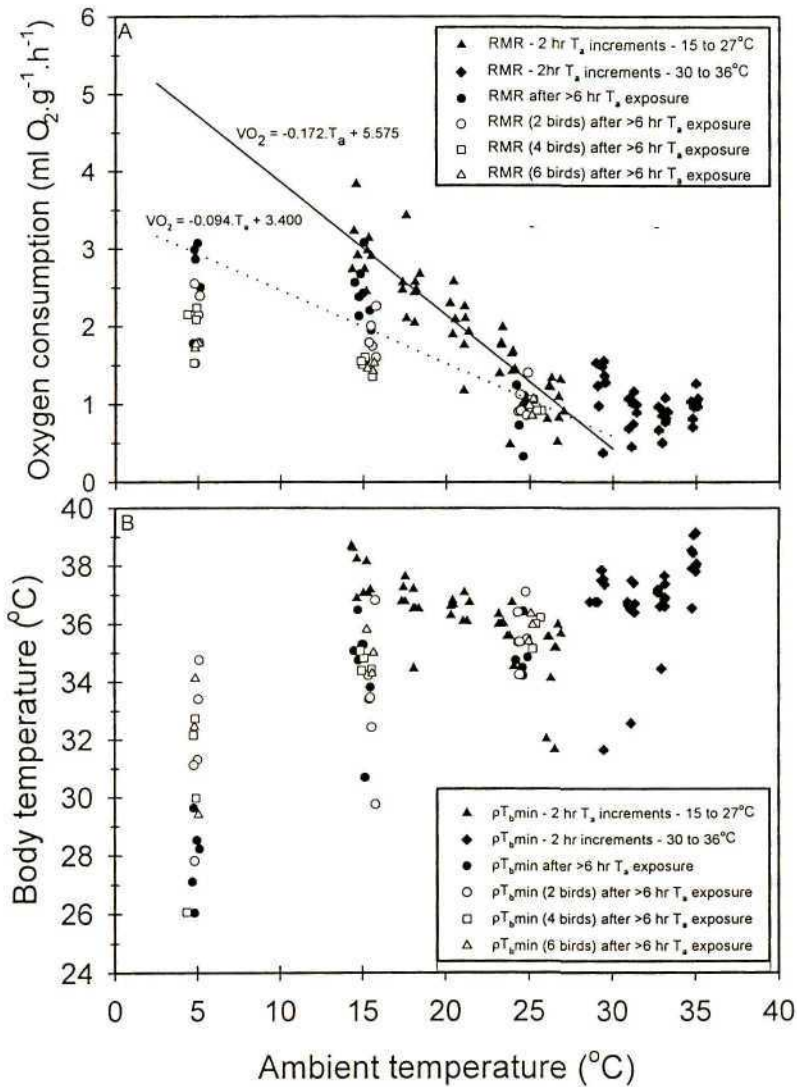 A
6
5
4
3
2
1
0
Oxygen consumption (ml O₂.g⁻¹.h⁻¹)
RMR - 2 hr Tₐ increments - 15 to 27°C
RMR - 2hr Tₐ increments - 30 to 36°C
RMR after >6 hr Tₐ exposure
RMR (2 birds) after >6 hr Tₐ exposure
RMR (4 birds) after >6 hr Tₐ exposure
RMR (6 birds) after >6 hr Tₐ exposure
VO₂ = -0.172.Tₐ + 5.575
VO₂ = -0.094.Tₐ + 3.400
B
40
38
36
34
32
30
28
26
24
Body temperature (°C)
ρT_bmin - 2 hr Tₐ increments - 15 to 27°C
ρT_bmin - 2 hr increments - 30 to 36°C
ρT_bmin after >6 hr Tₐ exposure
ρT_bmin (2 birds) after >6 hr Tₐ exposure
ρT_bmin (4 birds) after >6 hr Tₐ exposure
ρT_bmin (6 birds) after >6 hr Tₐ exposure
0 5 10 15 20 25 30 35 40
Ambient temperature (°C)